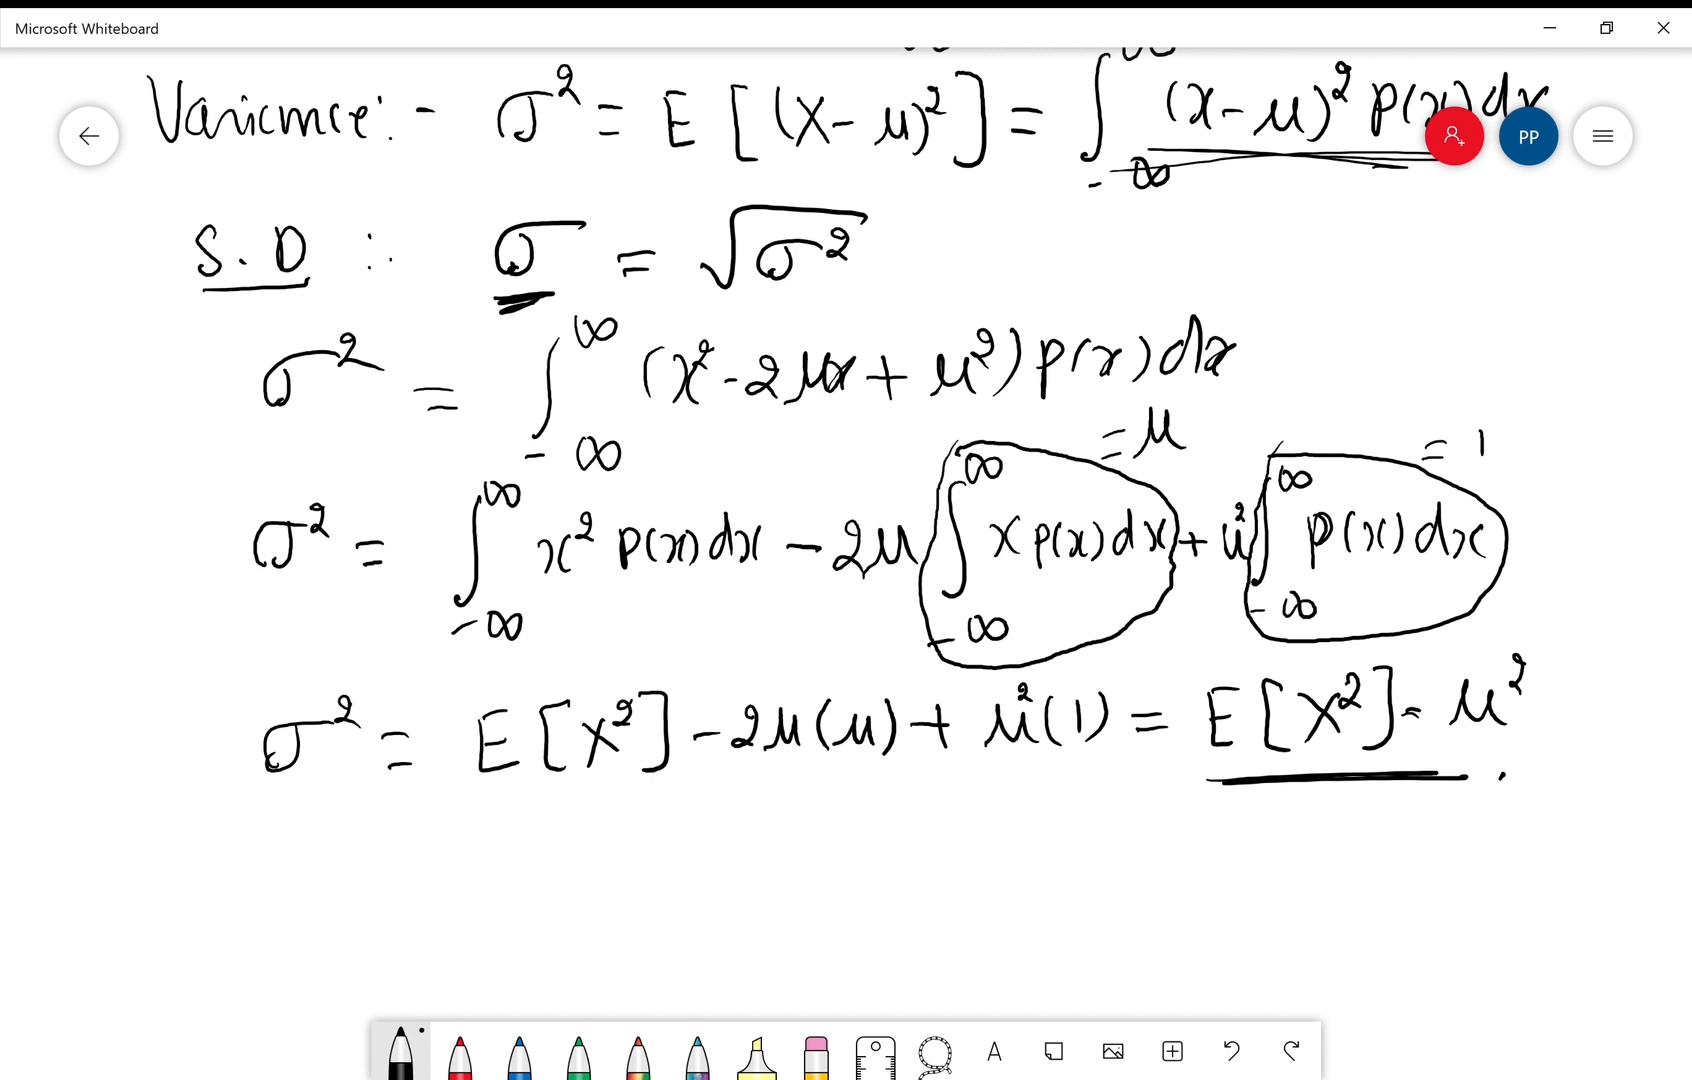 Microsoft Whiteboard
Variance:- σ² = E[(X-μ)²] = ∫_{-∞}^{∞} (x-μ)² p(x)dx
PP
S.D : σ = √σ²
σ² = ∫_{-∞}^{∞} (x²-2μx+μ²)p(x)dx
= μ = 1
σ² = ∫_{-∞}^{∞} x² p(x)dx - 2μ ∫_{-∞}^{∞} x p(x)dx + μ² ∫_{-∞}^{∞} p(x)dx
σ² = E[X²] - 2μ(μ) + μ²(1) = E[X²] - μ².
A